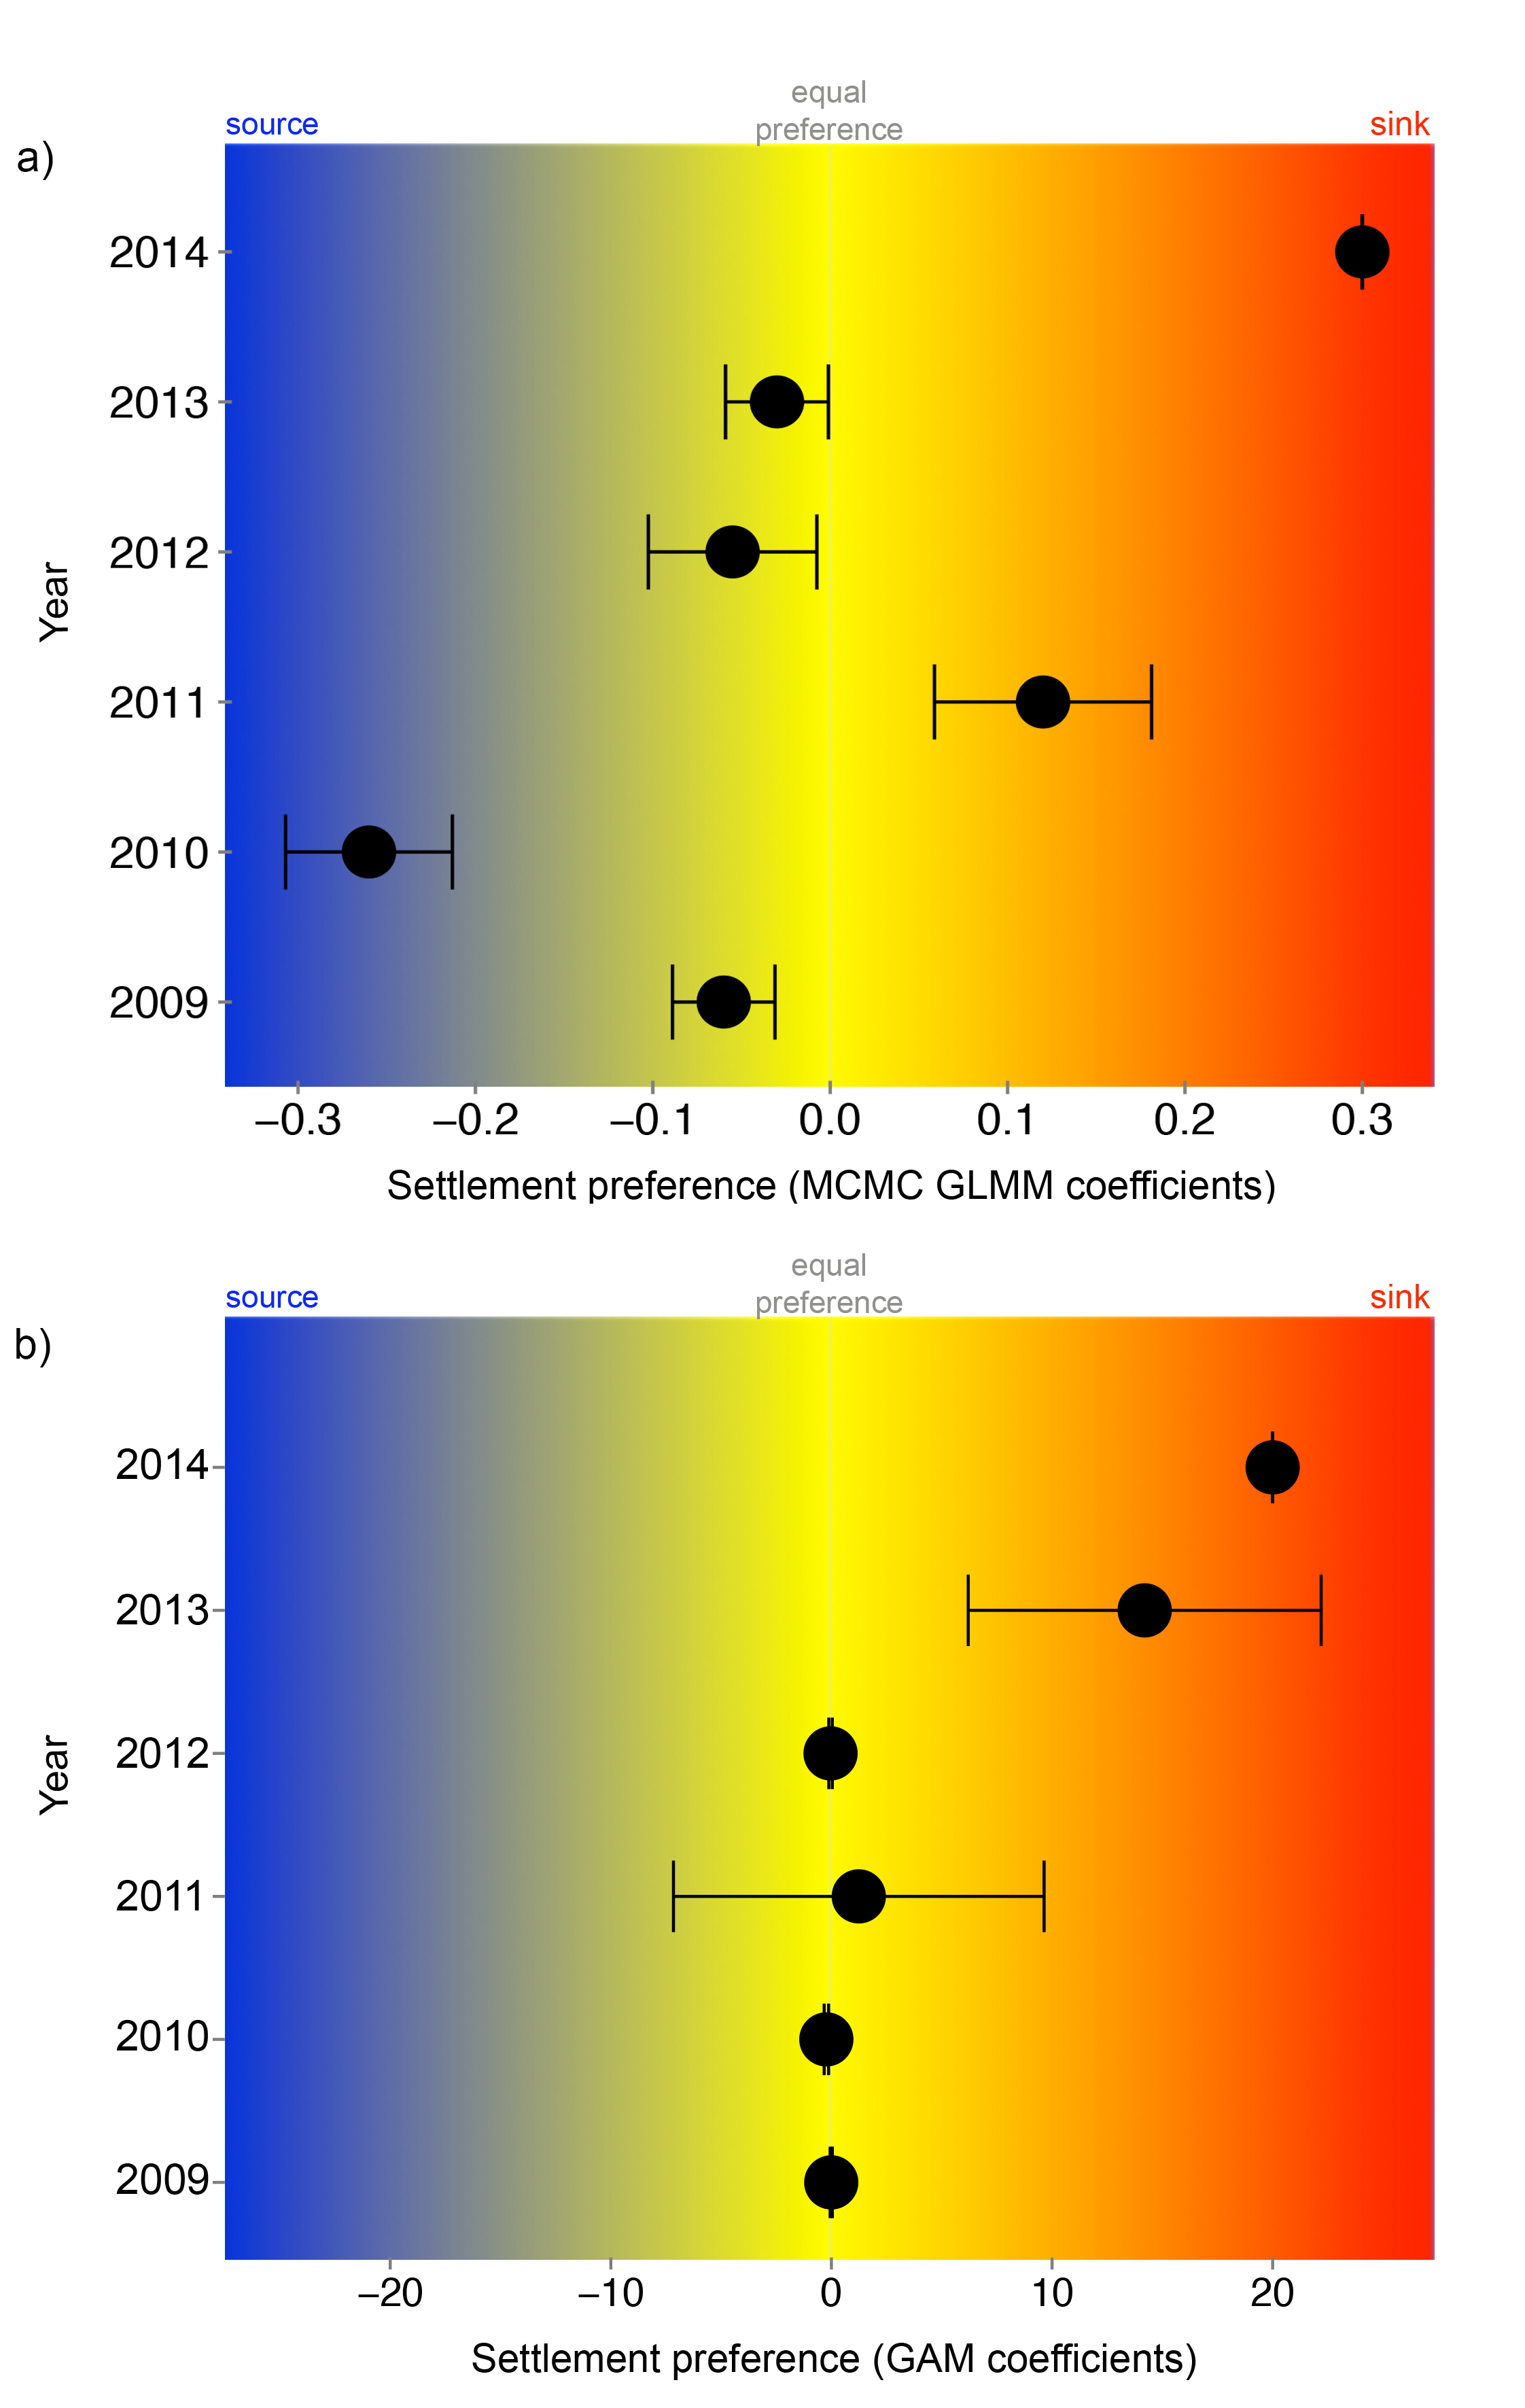 equal
source preference sink
a)
2014
2013
2012
2011
2010
2009
Year
−0.3 −0.2 −0.1 0.0 0.1 0.2 0.3
Settlement preference (MCMC GLMM coefficients)
equal
source preference sink
b)
2014
2013
2012
2011
2010
2009
Year
−20 −10 0 10 20
Settlement preference (GAM coefficients)